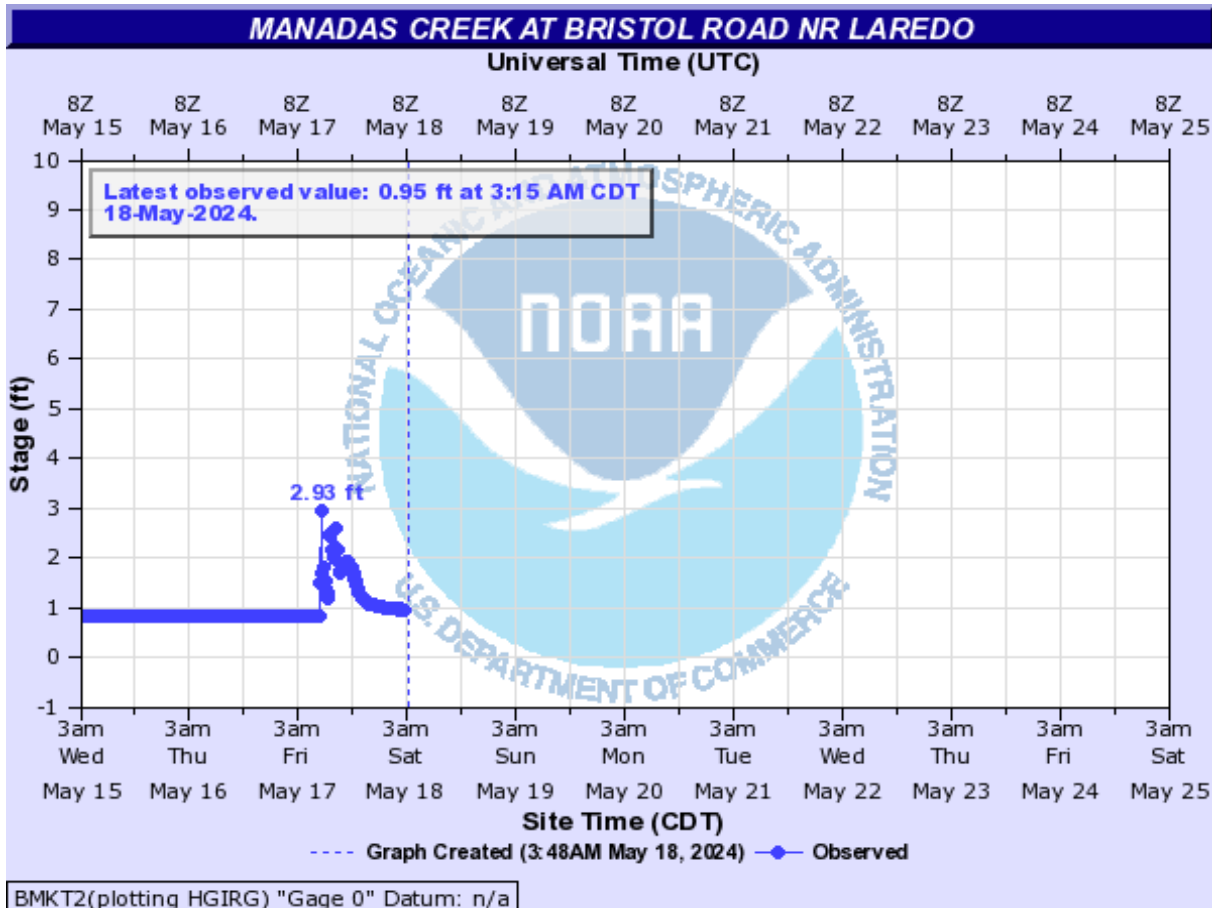 MANADAS CREEK AT BRISTOL ROAD NR LAREDO
Universal Time (UTC)
8Z 8Z 8Z 8Z 8Z 8Z 8Z 8Z 8Z 8Z 8Z
May 15 May 16 May 17 May 18 May 19 May 20 May 21 May 22 May 23 May 24 May 25
Latest observed value: 0.95 ft at 3:15 AM CDT
18-May-2024.
NATIONAL OCEANIC AND ATMOSPHERIC ADMINISTRATION
NOAA
U.S. DEPARTMENT OF COMMERCE
Stage (ft)
10
9
8
7
6
5
4
3
2
1
0
-1
2.93 ft
3am 3am 3am 3am 3am 3am 3am 3am 3am 3am 3am
Wed Thu Fri Sat Sun Mon Tue Wed Thu Fri Sat
May 15 May 16 May 17 May 18 May 19 May 20 May 21 May 22 May 23 May 24 May 25
Site Time (CDT)
Graph Created (3:48AM May 18, 2024) Observed
BMKT2(plotting HGIRG) "Gage 0" Datum: n/a